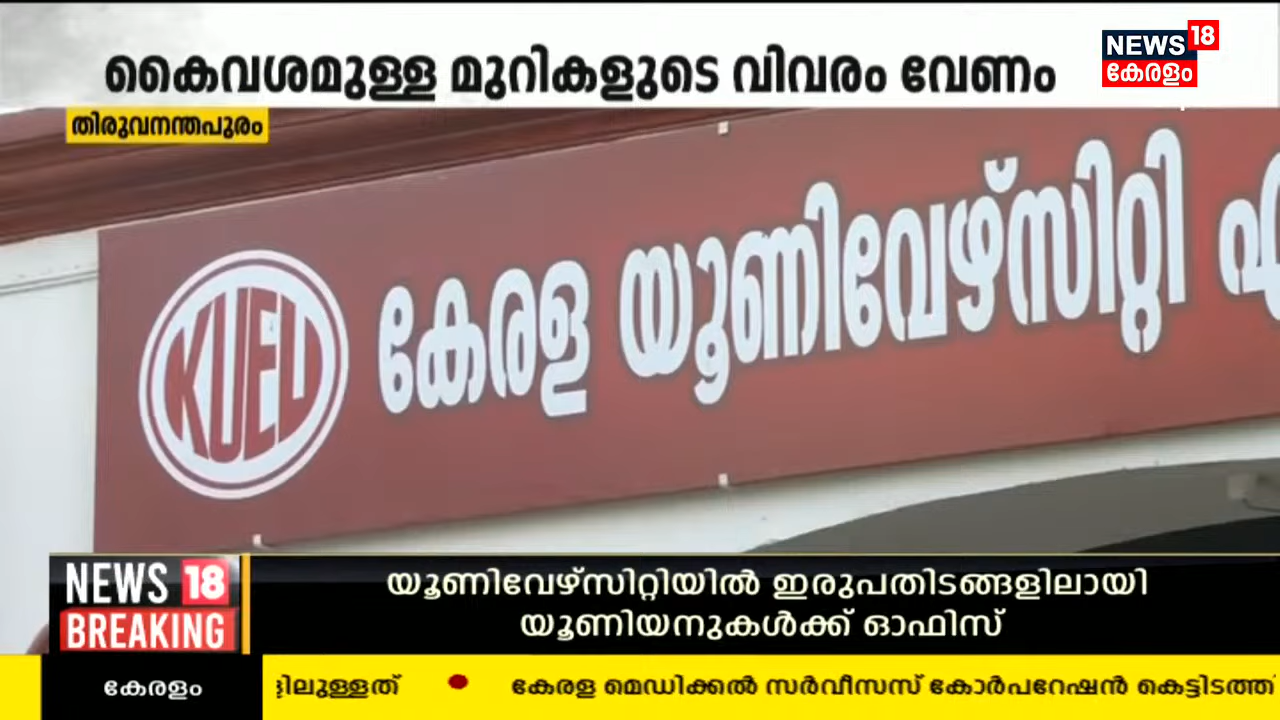 കൈവശമുള്ള മുറികളുടെ വിവരം വേണം
NEWS 18
കേരളം
തിരുവനന്തപുരം
KUEU
കേരള യൂണിവേഴ്സിറ്റി
NEWS 18
BREAKING
യൂണിവേഴ്സിറ്റിയിൽ ഇരുപതിടങ്ങളിലായി
യൂണിയനുകൾക്ക് ഓഫിസ്
കേരളം
ിലുള്ളത് • കേരള മെഡിക്കൽ സർവീസസ് കോർപറേഷൻ കെട്ടിടത്ത